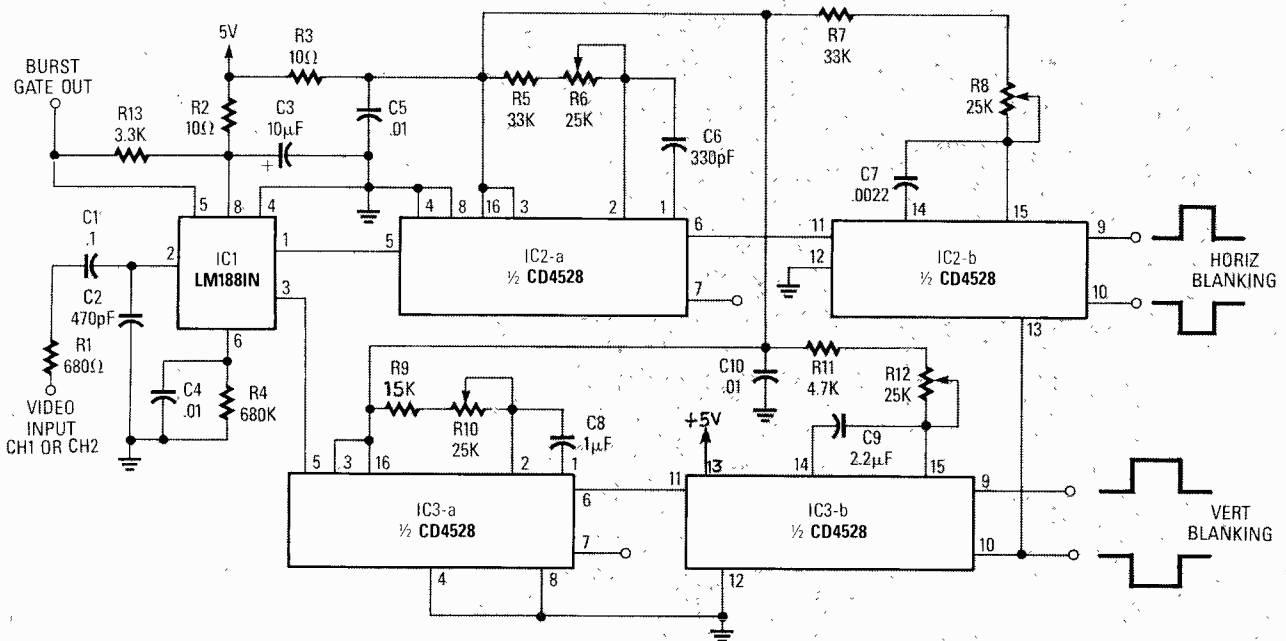 5V
BURST
GATE OUT
R13
3.3K
R2
10Ω
R3
10Ω
C3
10µF
+
C5
.01
R5
33K
R6
25K
C6
330pF
R7
33K
R8
25K
C7
.0022
5
8
4
4
8
16
3
2
1
14
15
C1
.1
2
IC1
LM188IN
1
5
IC2-a
½ CD4528
6
7
11
12
IC2-b
½ CD4528
9
10
13
HORIZ
BLANKING
C2
470pF
3
6
R1
680Ω
VIDEO
INPUT
CH1 OR CH2
C4
.01
R4
680K
R9
15K
R10
25K
C8
.1µF
C10
.01
R11
4.7K
R12
25K
+5V
C9
2.2µF
5
3
16
2
1
14
13
15
IC3-a
½ CD4528
6
7
11
IC3-b
½ CD4528
9
10
VERT
BLANKING
4
8
12